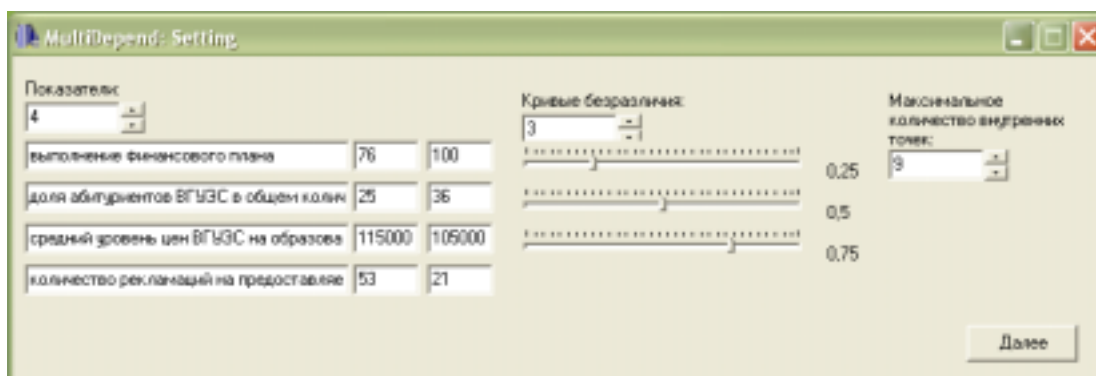 MultiDepend: Setting
Показатели:
4
выполнение финансового плана 76 100
доля абитуриентов ВГУЭС в общем колич 25 36
средний уровень цен ВГУЭС на образова 115000 105000
количество рекламаций на предоставляе 53 21
Кривые безразличия:
3
0,25
0,5
0,75
Максимальное
количество внутренних
точек:
9
Далее